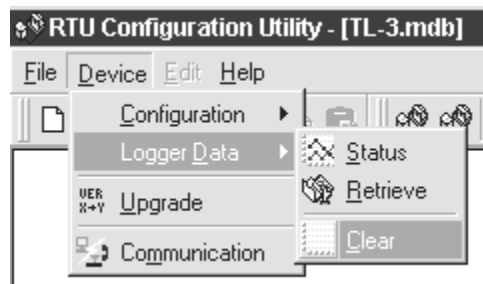 RTU Configuration Utility - [TL-3.mdb]
File Device Edit Help
Configuration
Logger Data
Status
Retrieve
VER X→Y Upgrade
Clear
Communication